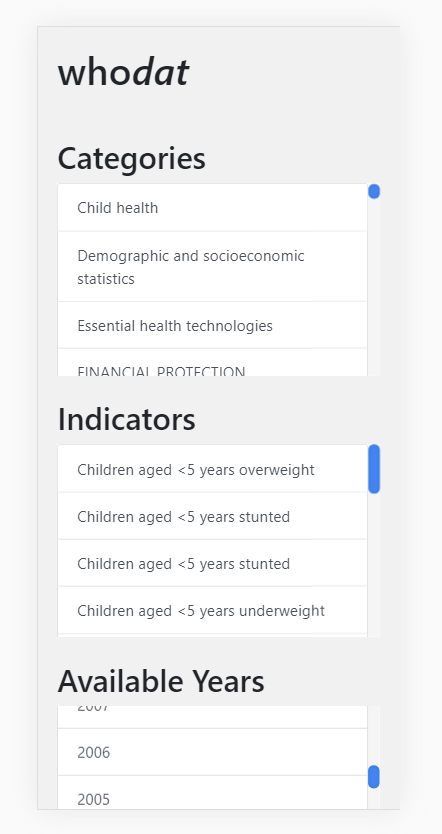 whodat
Categories
Child health
Demographic and socioeconomic
statistics
Essential health technologies
FINANCIAL PROTECTION
Indicators
Children aged <5 years overweight
Children aged <5 years stunted
Children aged <5 years stunted
Children aged <5 years underweight
Available Years
2007
2006
2005